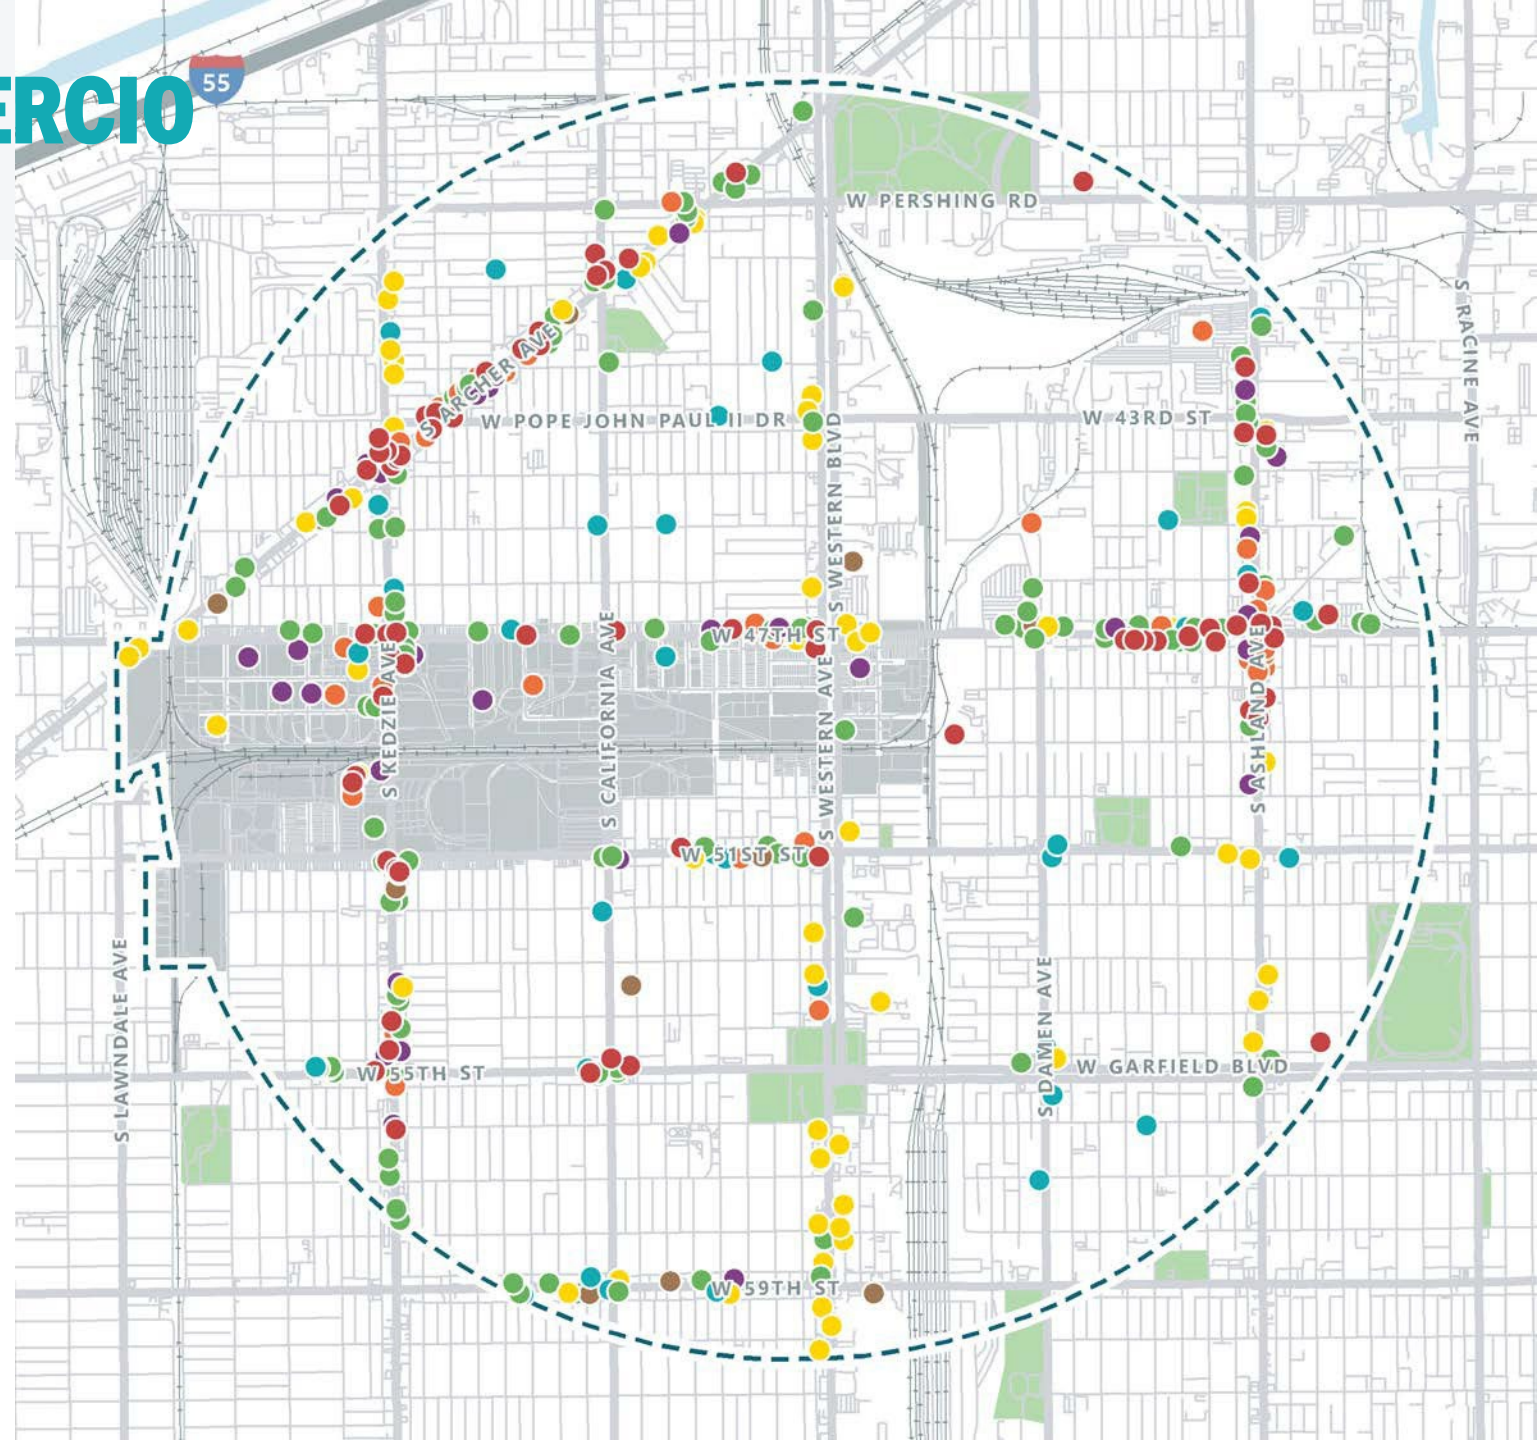 55
ERCIO
W PERSHING RD
S RACINE AVE
S ARCHER AVE
W POPE JOHN PAUL II DR
W 43RD ST
S WESTERN BLVD
W 47TH ST
S CALIFORNIA AVE
S KEDZIE AVE
S WESTERN AVE
S ASHLAND AVE
W 51ST ST
S LAWNDALE AVE
S DAMEN AVE
W 55TH ST
W GARFIELD BLVD
W 59TH ST